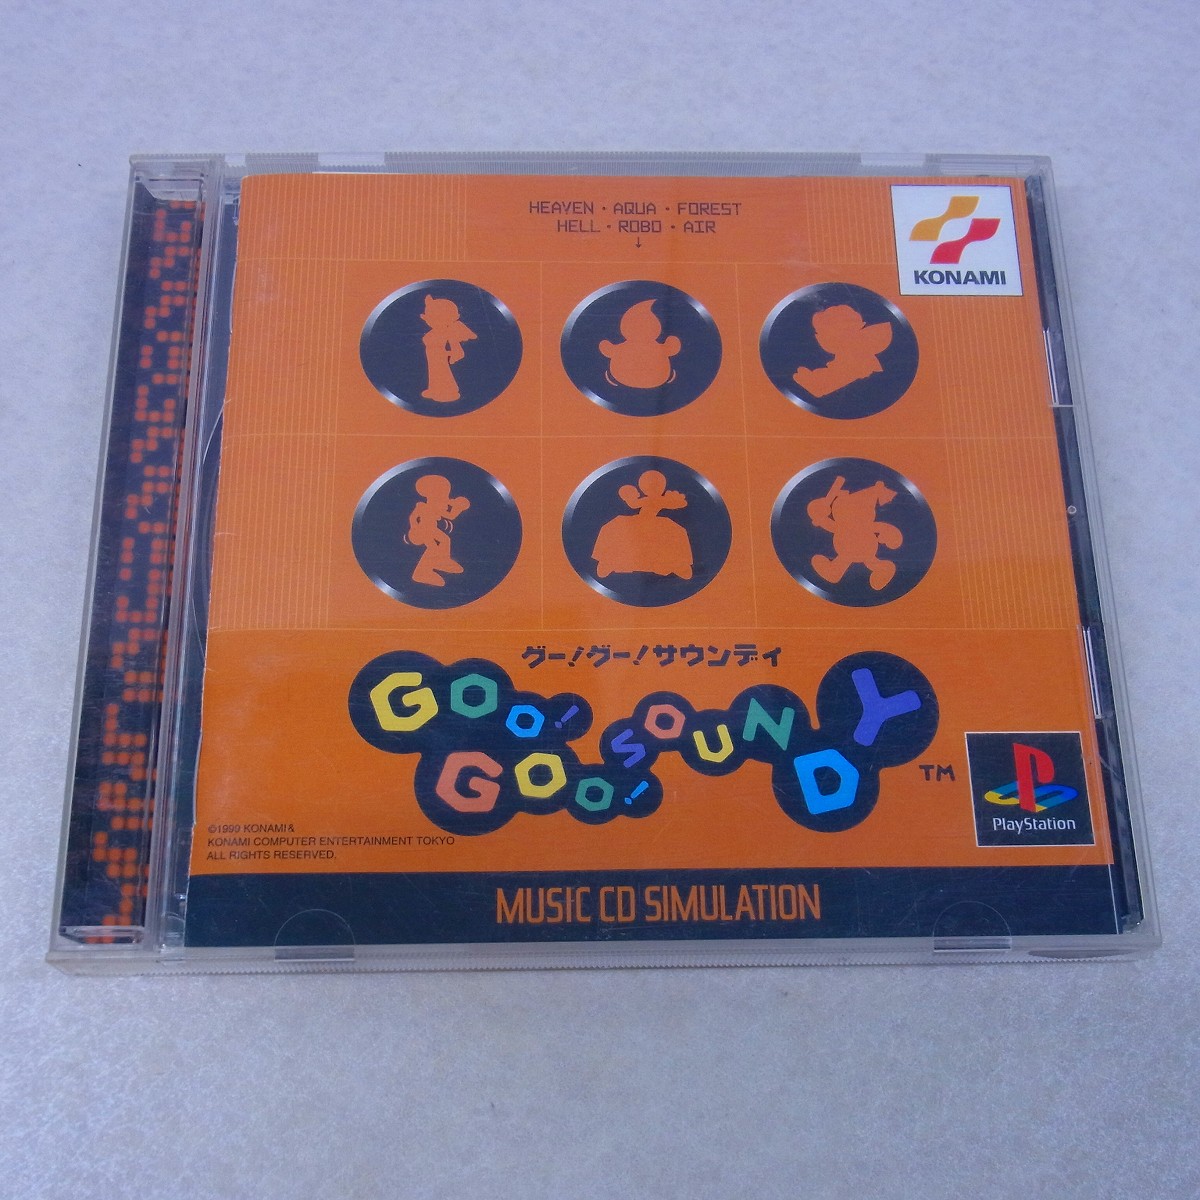 HEAVEN・AQUA・FOREST
HELL・ROBO・AIR
↓
KONAMI
グー!グー!サウンディ
GOO!
GOO!
SOUNDY
TM
PlayStation
©1999 KONAMI &
KONAMI COMPUTER ENTERTAINMENT TOKYO
ALL RIGHTS RESERVED.
MUSIC CD SIMULATION